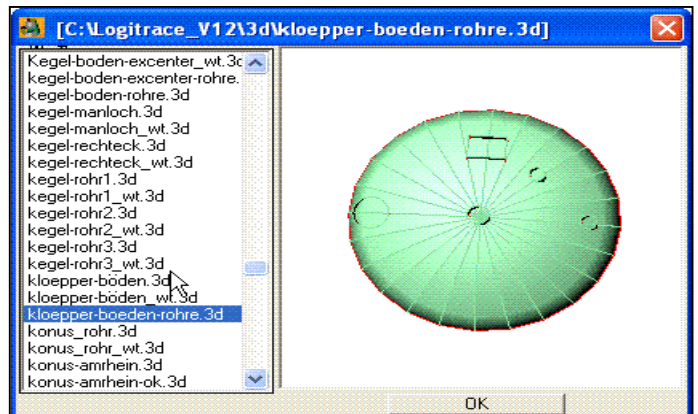 [C:\Logitrace_V12\3d\kloepper-boeden-rohre.3d]
Kegel-boden-excenter_wt.3d
kegel-boden-excenter-rohre.
kegel-boden-rohre.3d
kegel-manloch.3d
kegel-manloch_wt.3d
kegel-rechteck.3d
kegel-rechteck_wt.3d
kegel-rohr1.3d
kegel-rohr1_wt.3d
kegel-rohr2.3d
kegel-rohr2_wt.3d
kegel-rohr3.3d
kegel-rohr3_wt.3d
kloepper-böden.3d
kloepper-böden_wt.3d
kloepper-boeden-rohre.3d
konus_rohr.3d
konus_rohr_wt.3d
konus-amrhein.3d
konus-amrhein-ok.3d
OK